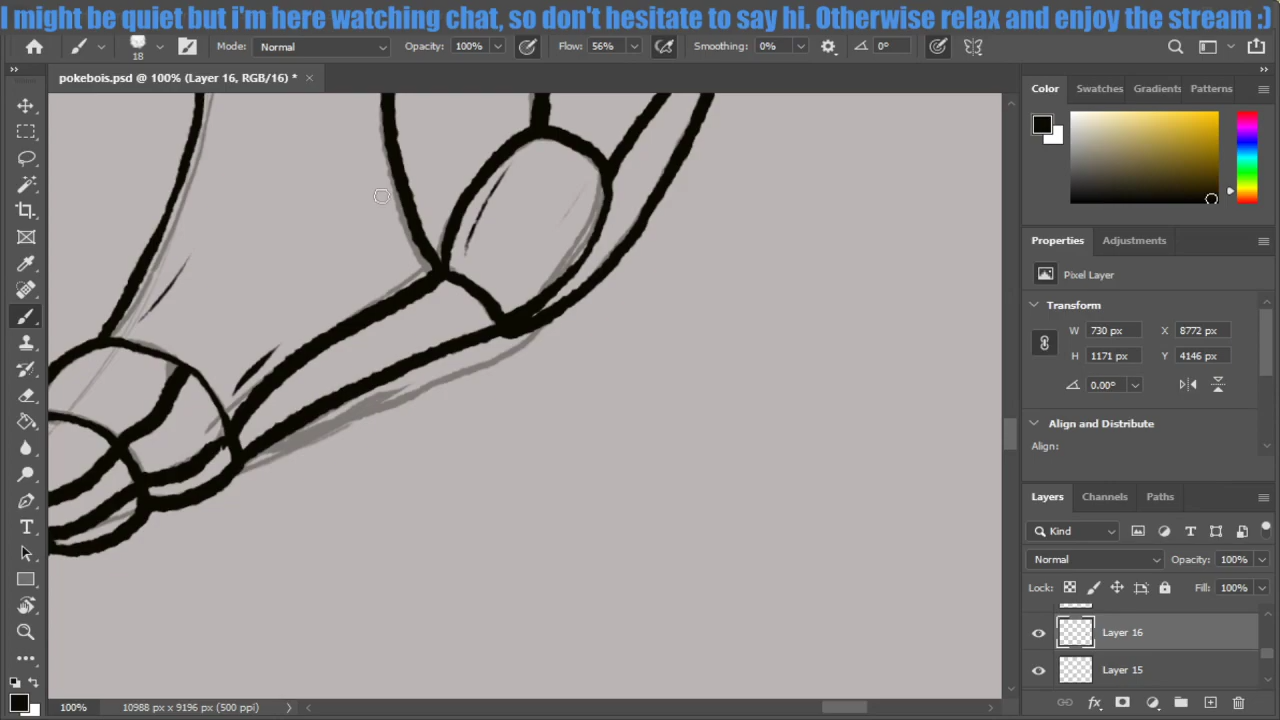 I might be quiet but i'm here watching chat, so don't hesitate to say hi. Otherwise relax and enjoy the stream ;)
18
Mode: Normal
Opacity: 100%
Flow: 56%
Smoothing: 0%
0°
pokebois.psd @ 100% (Layer 16, RGB/16) *
Color
Swatches
Gradients
Patterns
Properties
Adjustments
Pixel Layer
Transform
W 730 px X 8772 px
H 1171 px Y 4146 px
0.00°
Align and Distribute
Align:
Layers
Channels
Paths
Kind
Normal
Opacity: 100%
Lock:
Fill: 100%
Layer 16
Layer 15
fx
100%
10988 px x 9196 px (500 ppi)